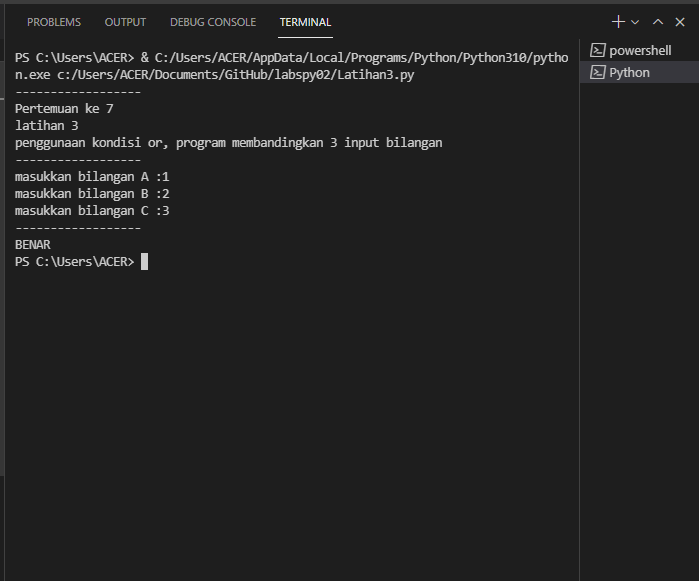 PROBLEMS OUTPUT DEBUG CONSOLE TERMINAL
PS C:\Users\ACER> & C:/Users/ACER/AppData/Local/Programs/Python/Python310/pytho
n.exe c:/Users/ACER/Documents/GitHub/labspy02/Latihan3.py
------------------
Pertemuan ke 7
latihan 3
penggunaan kondisi or, program membandingkan 3 input bilangan
------------------
masukkan bilangan A :1
masukkan bilangan B :2
masukkan bilangan C :3
------------------
BENAR
PS C:\Users\ACER>
powershell
Python